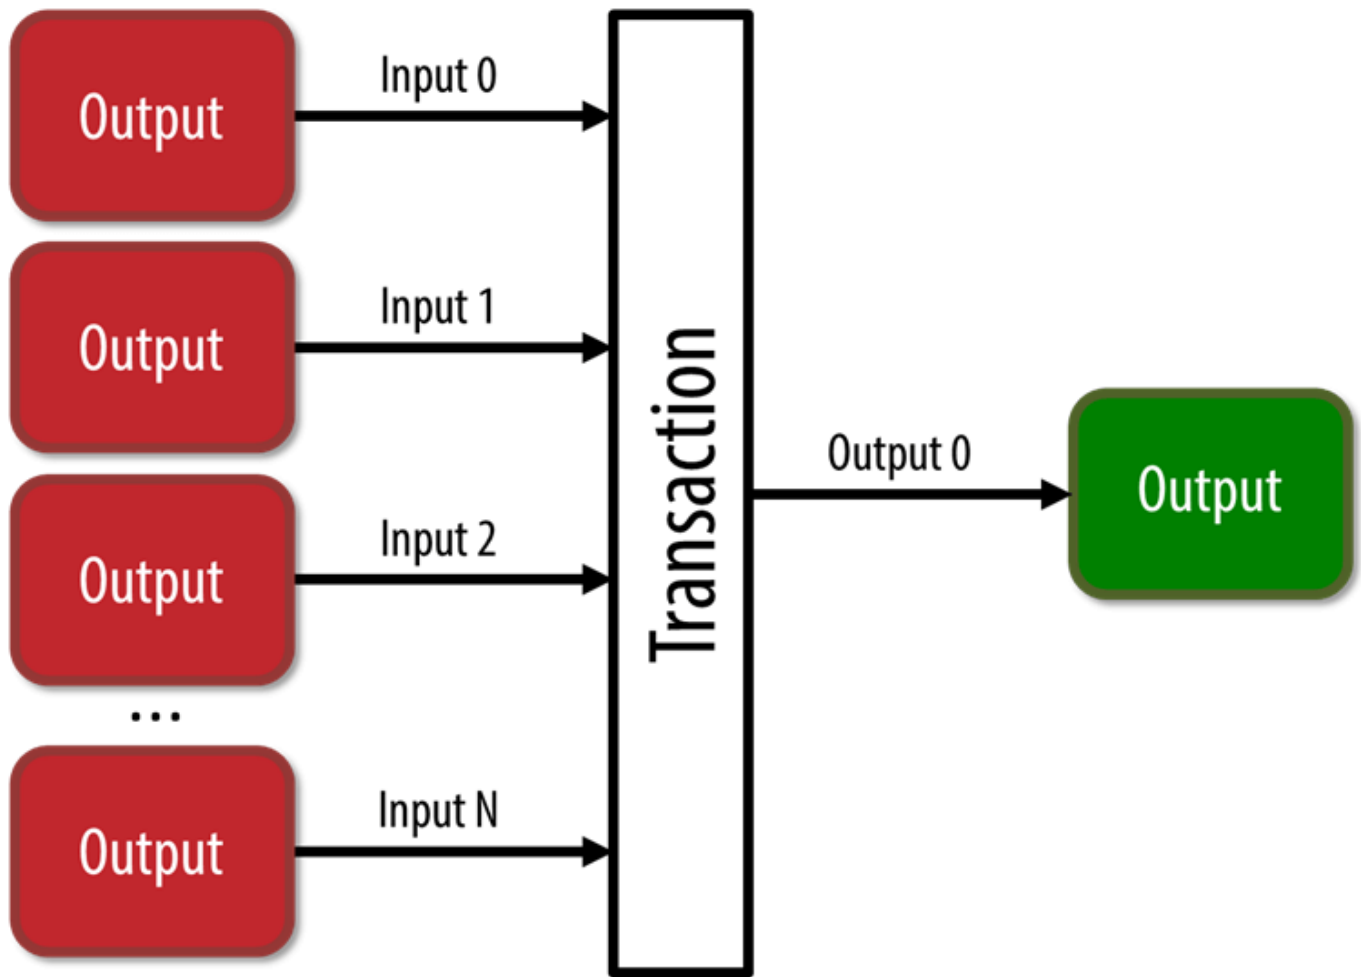 Output
Input 0
Output
Input 1
Output
Input 2
...
Output
Input N
Transaction
Output 0
Output